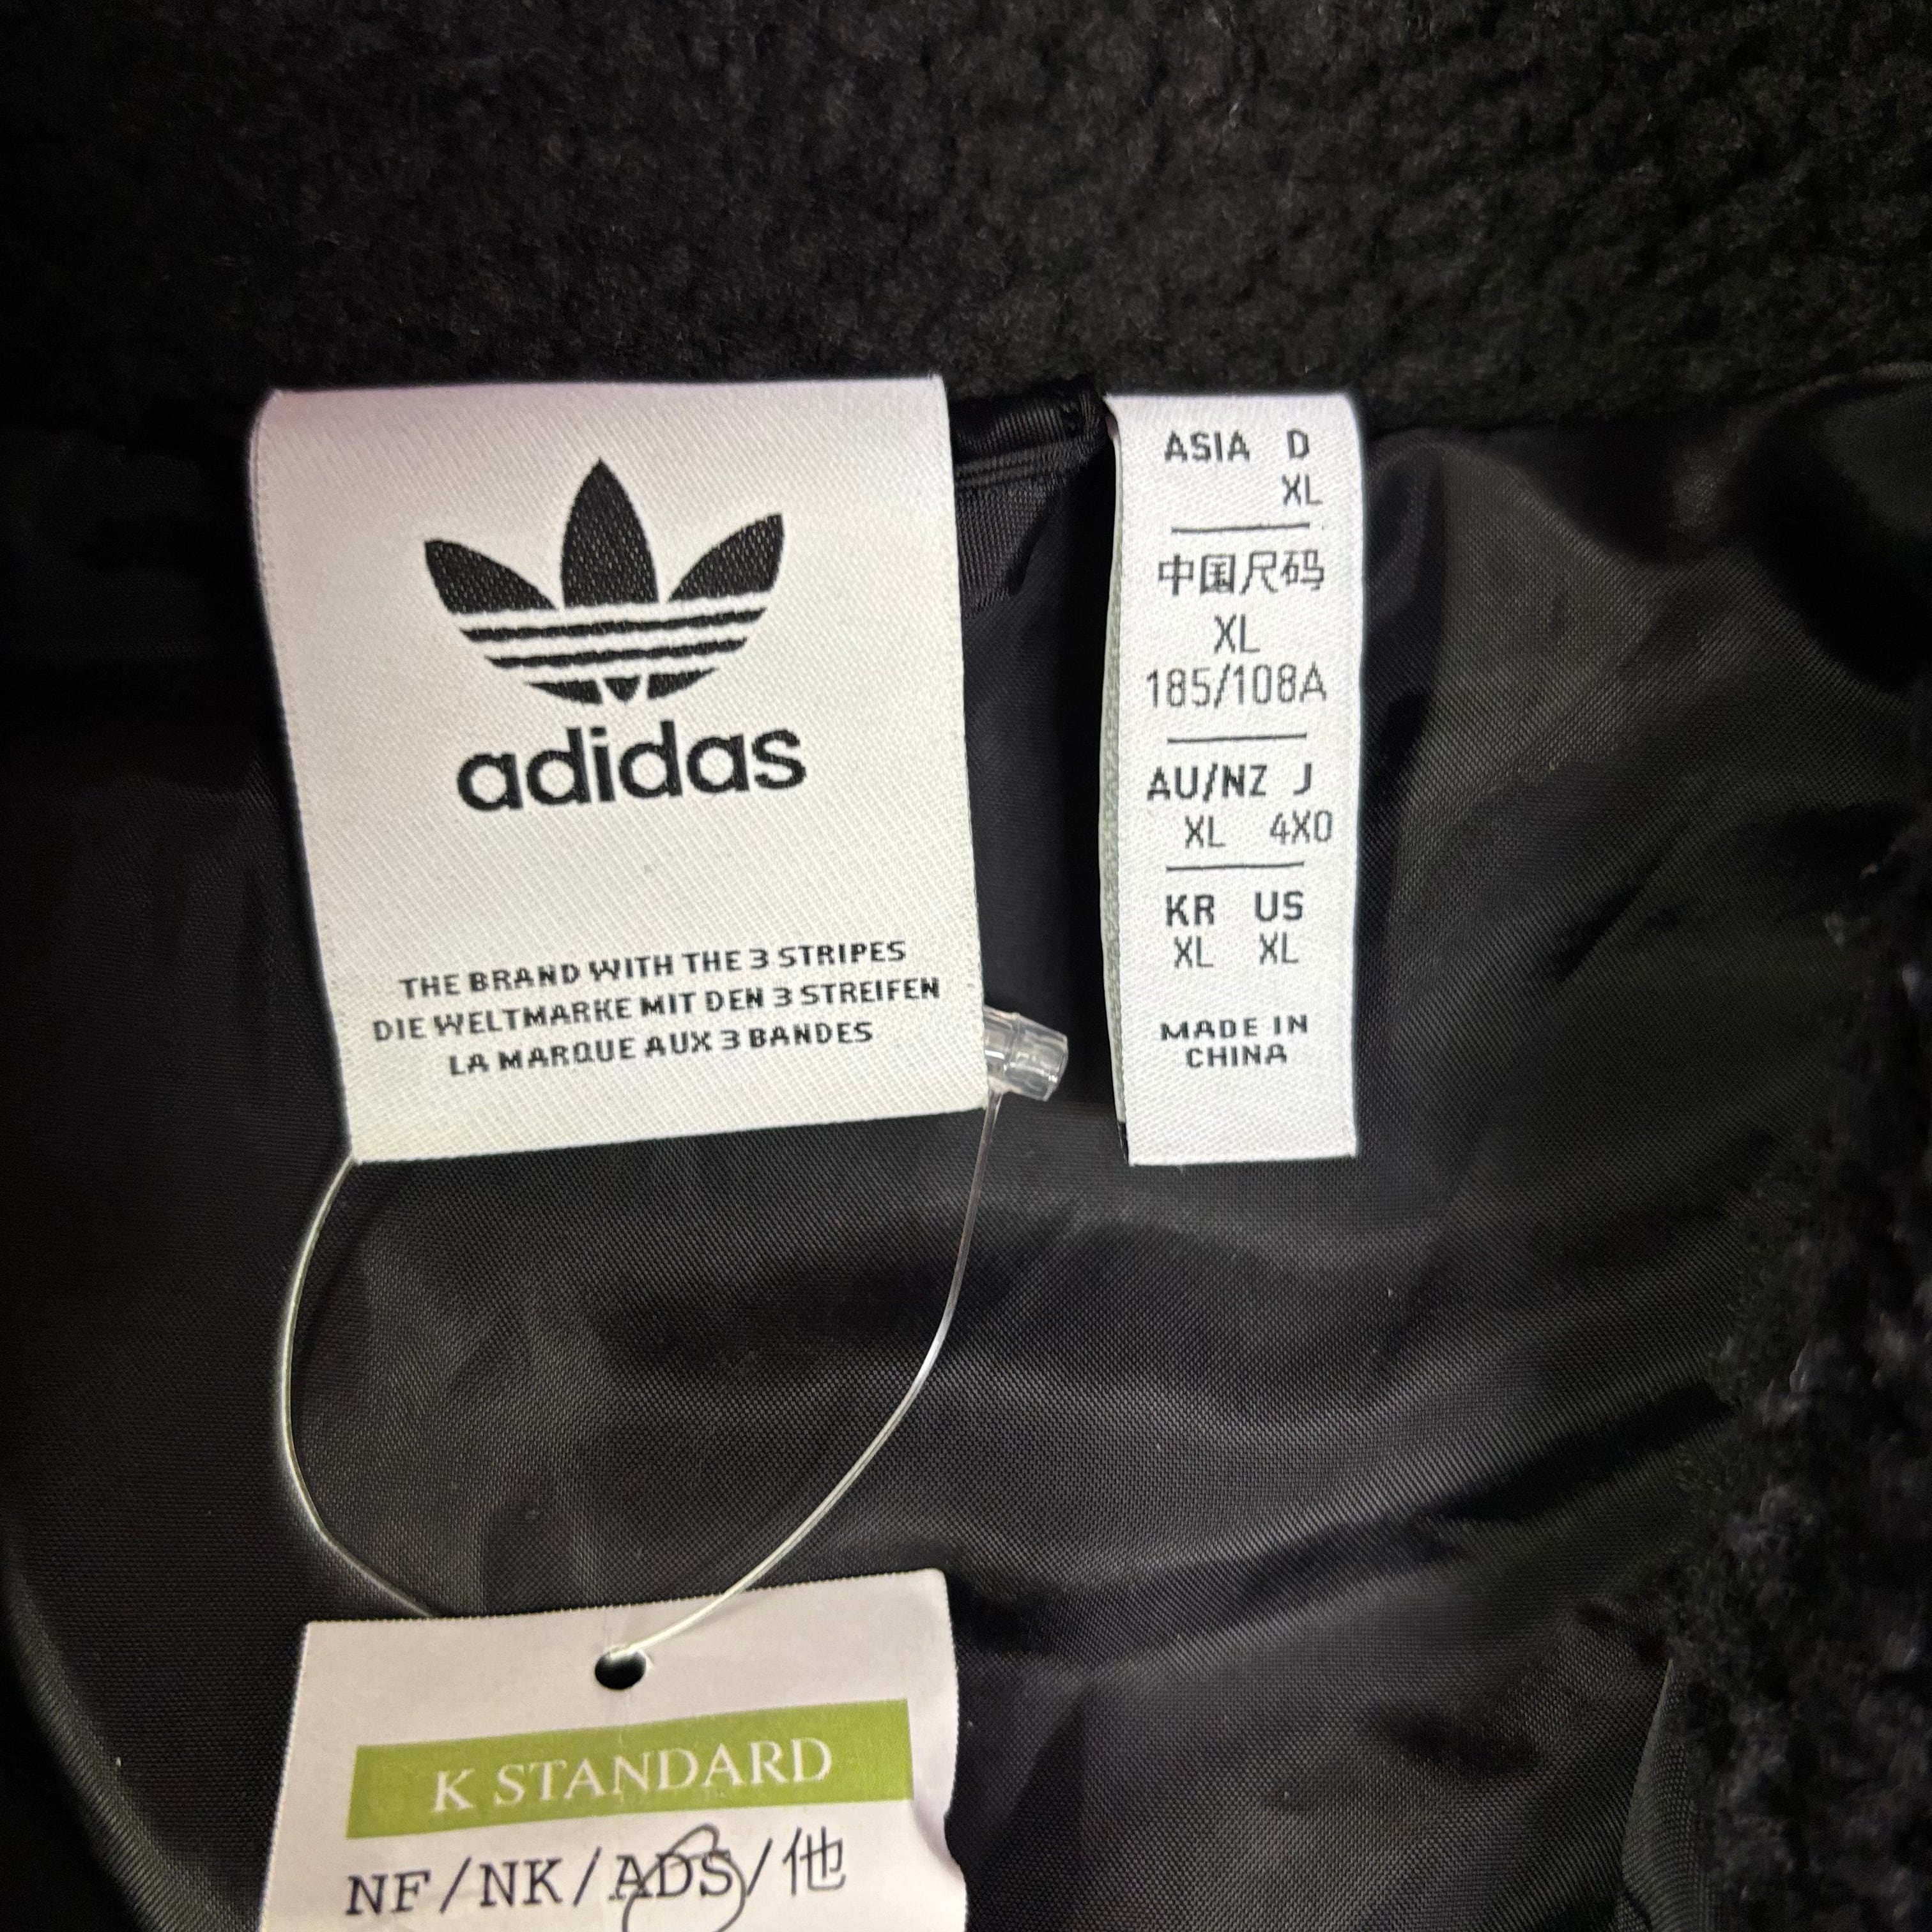 adidas
THE BRAND WITH THE 3 STRIPES
DIE WELTMARKE MIT DEN 3 STREIFEN
LA MARQUE AUX 3 BANDES
ASIA D
XL
中国尺码
XL
185/108A
AU/NZ J
XL 4XO
KR US
XL XL
MADE IN
CHINA
K STANDARD
NF/NK/ADS/他